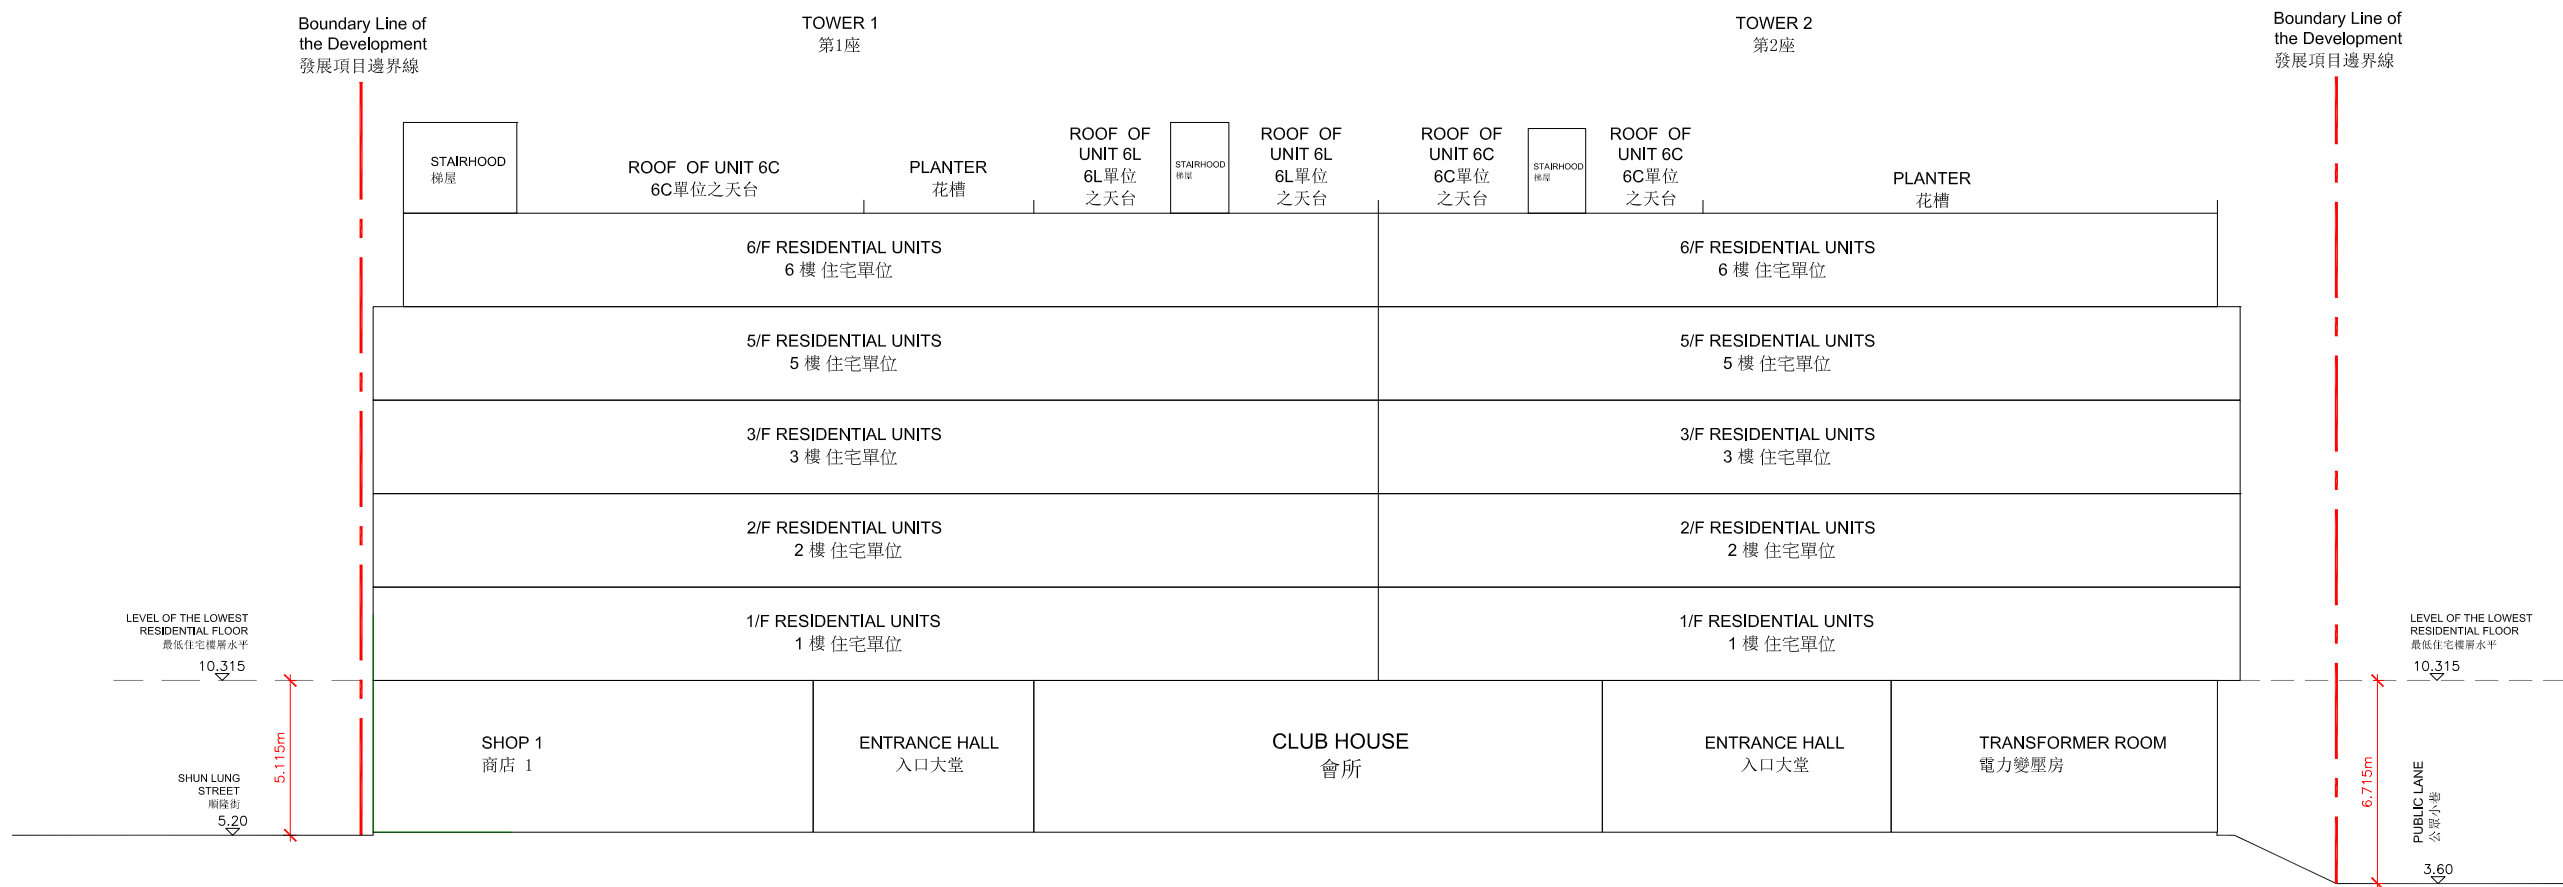 Boundary Line of
the Development
發展項目邊界線
TOWER 1
第1座
TOWER 2
第2座
Boundary Line of
the Development
發展項目邊界線
STAIRHOOD
梯屋
ROOF OF UNIT 6C
6C單位之天台
PLANTER
花槽
ROOF OF
UNIT 6L
6L單位
之天台
STAIRHOOD
梯屋
ROOF OF
UNIT 6L
6L單位
之天台
ROOF OF
UNIT 6C
6C單位
之天台
STAIRHOOD
梯屋
ROOF OF
UNIT 6C
6C單位
之天台
PLANTER
花槽
6/F RESIDENTIAL UNITS
6 樓 住宅單位
6/F RESIDENTIAL UNITS
6 樓 住宅單位
5/F RESIDENTIAL UNITS
5 樓 住宅單位
5/F RESIDENTIAL UNITS
5 樓 住宅單位
3/F RESIDENTIAL UNITS
3 樓 住宅單位
3/F RESIDENTIAL UNITS
3 樓 住宅單位
2/F RESIDENTIAL UNITS
2 樓 住宅單位
2/F RESIDENTIAL UNITS
2 樓 住宅單位
1/F RESIDENTIAL UNITS
1 樓 住宅單位
1/F RESIDENTIAL UNITS
1 樓 住宅單位
LEVEL OF THE LOWEST
RESIDENTIAL FLOOR
最低住宅樓層水平
10.315
LEVEL OF THE LOWEST
RESIDENTIAL FLOOR
最低住宅樓層水平
10.315
5.115m
SHUN LUNG
STREET
順隆街
5.20
SHOP 1
商店 1
ENTRANCE HALL
入口大堂
CLUB HOUSE
會所
ENTRANCE HALL
入口大堂
TRANSFORMER ROOM
電力變壓房
6.715m
PUBLIC LANE
公眾小巷
3.60